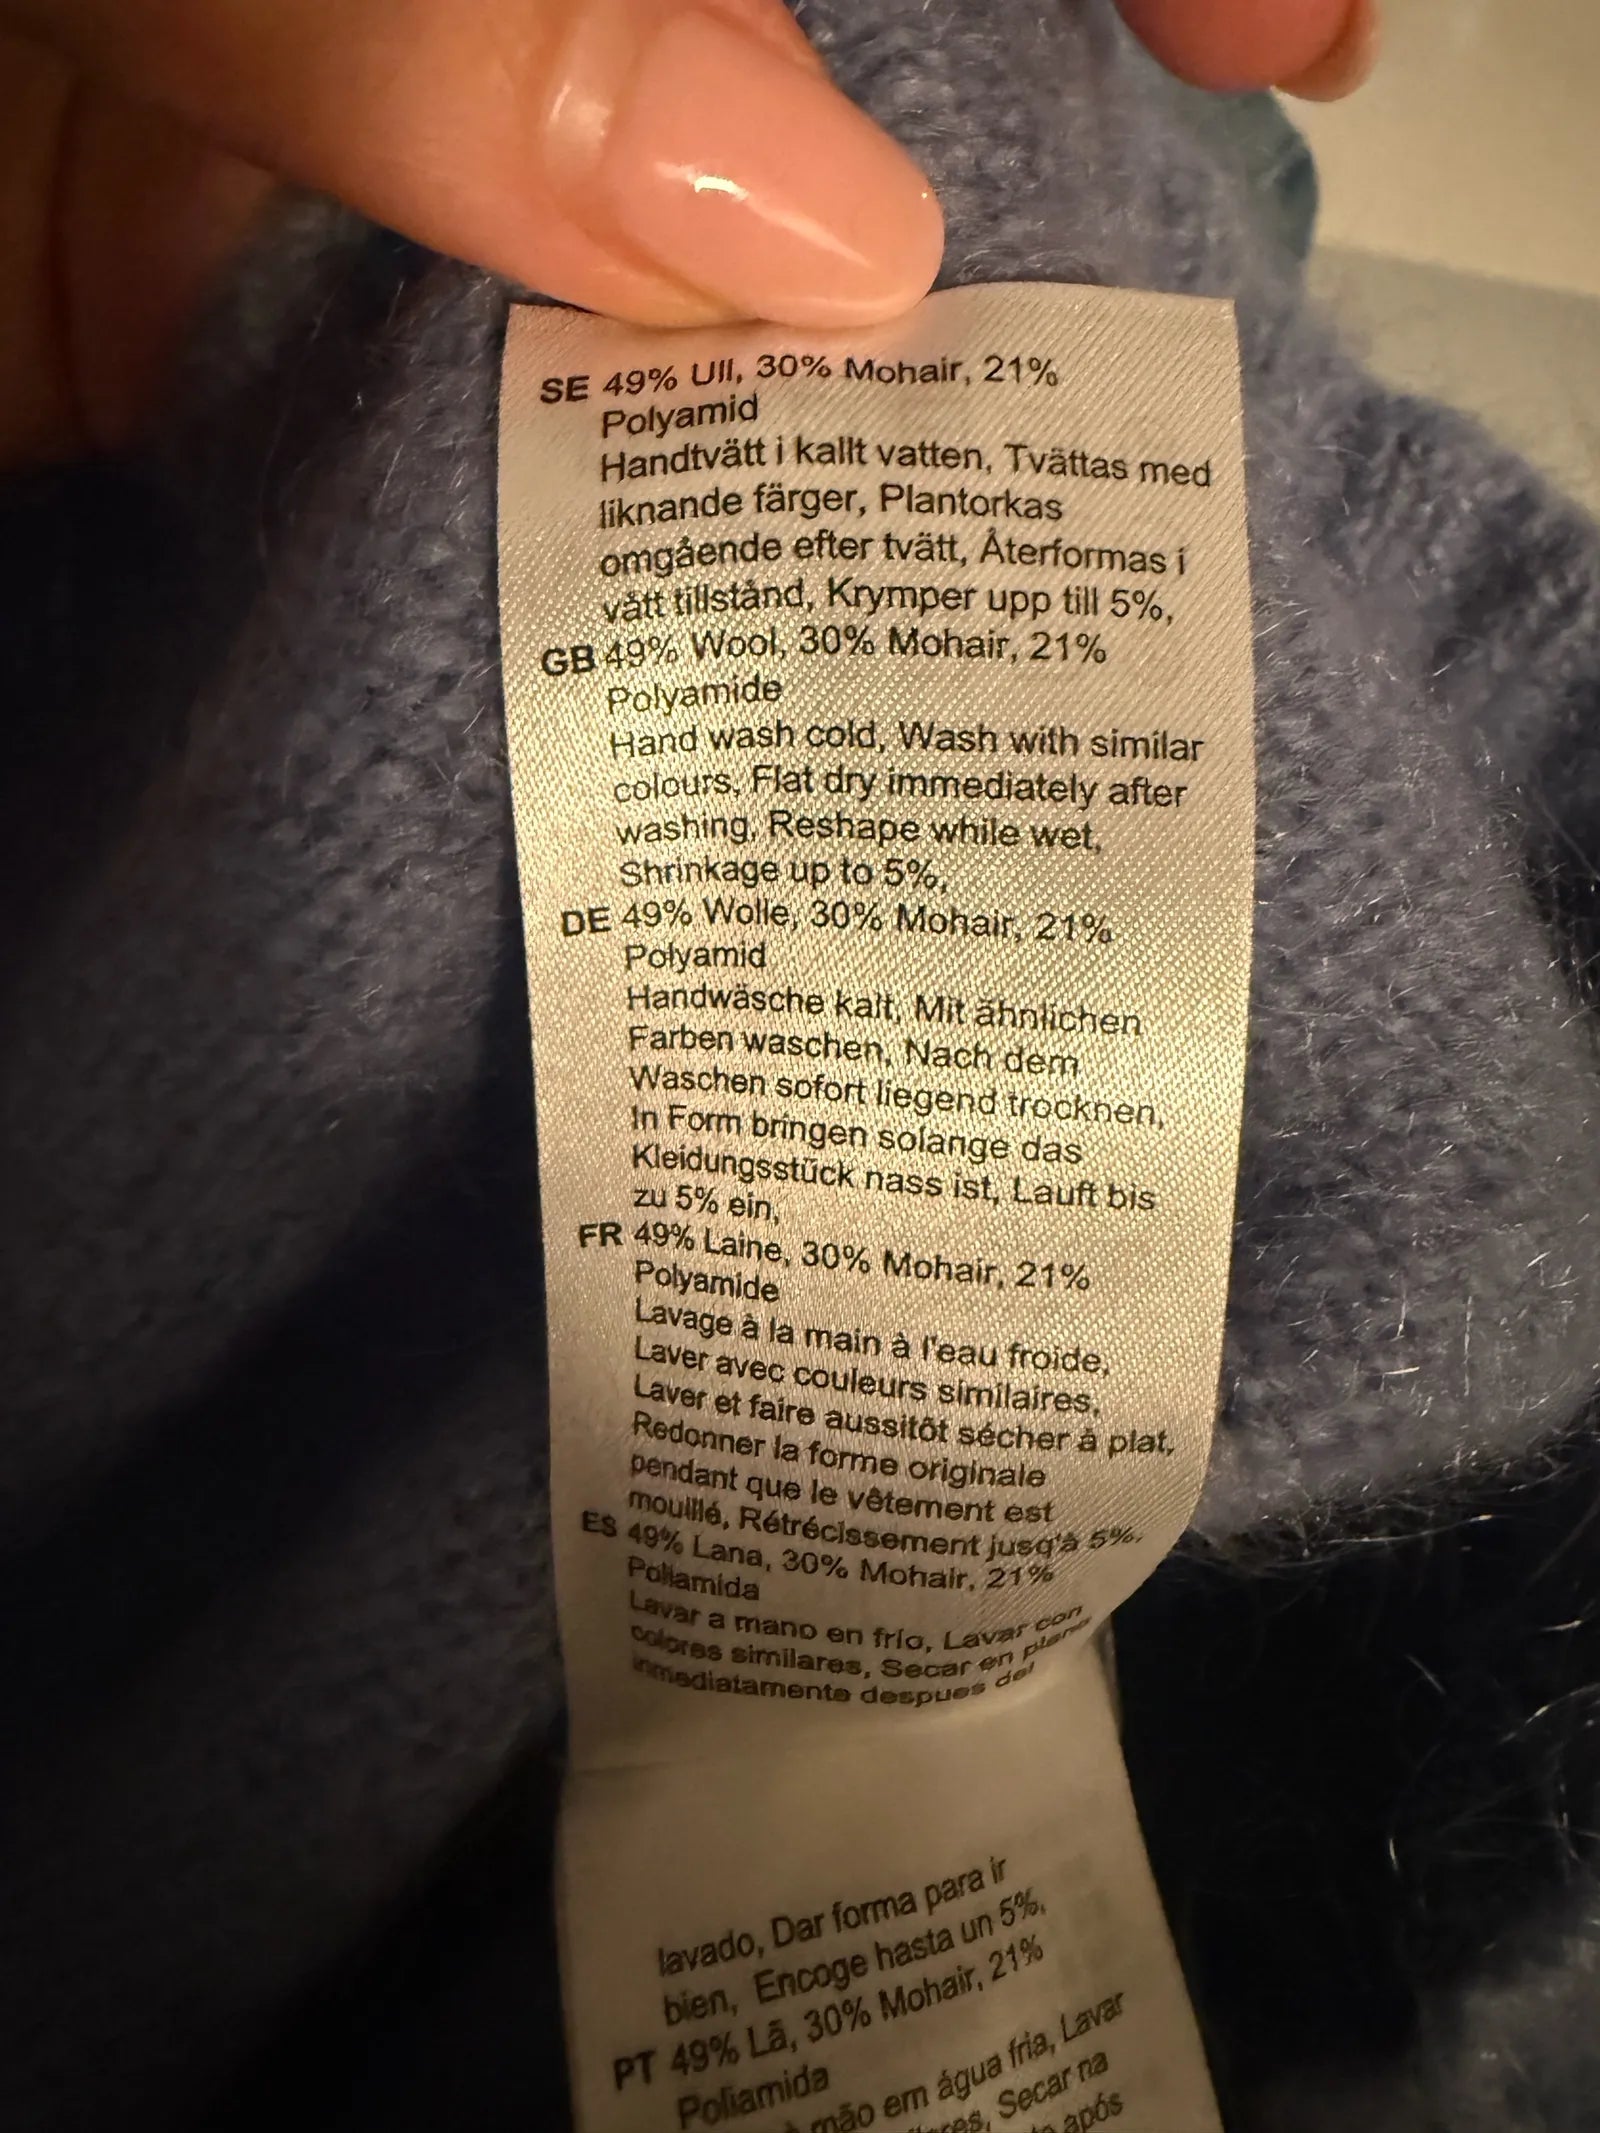 SE 49% Ull, 30% Mohair, 21%
Polyamid
Handtvätt i kallt vatten, Tvättas med
liknande färger, Plantorkas
omgående efter tvätt, Återformas i
vått tillstånd, Krymper upp till 5%,
GB 49% Wool, 30% Mohair, 21%
Polyamide
Hand wash cold, Wash with similar
colours, Flat dry immediately after
washing, Reshape while wet,
Shrinkage up to 5%,
DE 49% Wolle, 30% Mohair, 21%
Polyamid
Handwäsche kalt, Mit ähnlichen
Farben waschen, Nach dem
Waschen sofort liegend trocknen,
In Form bringen solange das
Kleidungsstück nass ist, Lauft bis
zu 5% ein,
FR 49% Laine, 30% Mohair, 21%
Polyamide
Lavage à la main à l'eau froide,
Laver avec couleurs similaires,
Laver et faire aussitôt sécher à plat,
Redonner la forme originale
pendant que le vêtement est
mouillé, Rétrécissement jusq'à 5%,
ES 49% Lana, 30% Mohair, 21%
Poliamida
Lavar a mano en frío, Lavar con
colores similares, Secar en plano
inmediatamente despues del
lavado, Dar forma para ir
bien, Encoge hasta un 5%,
PT 49% Lã, 30% Mohair, 21%
Poliamida
mão em água fria, Lavar
Secar na
após